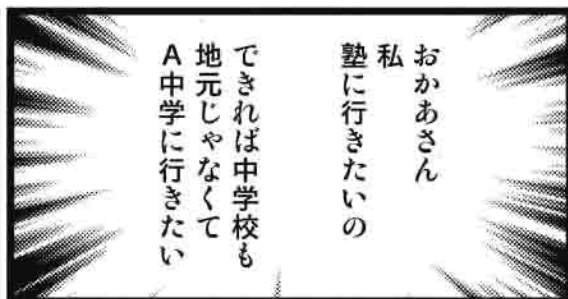 おかあさん
私
塾に行きたいの
できれば中学校も
地元じゃなくて
A中学に行きたい